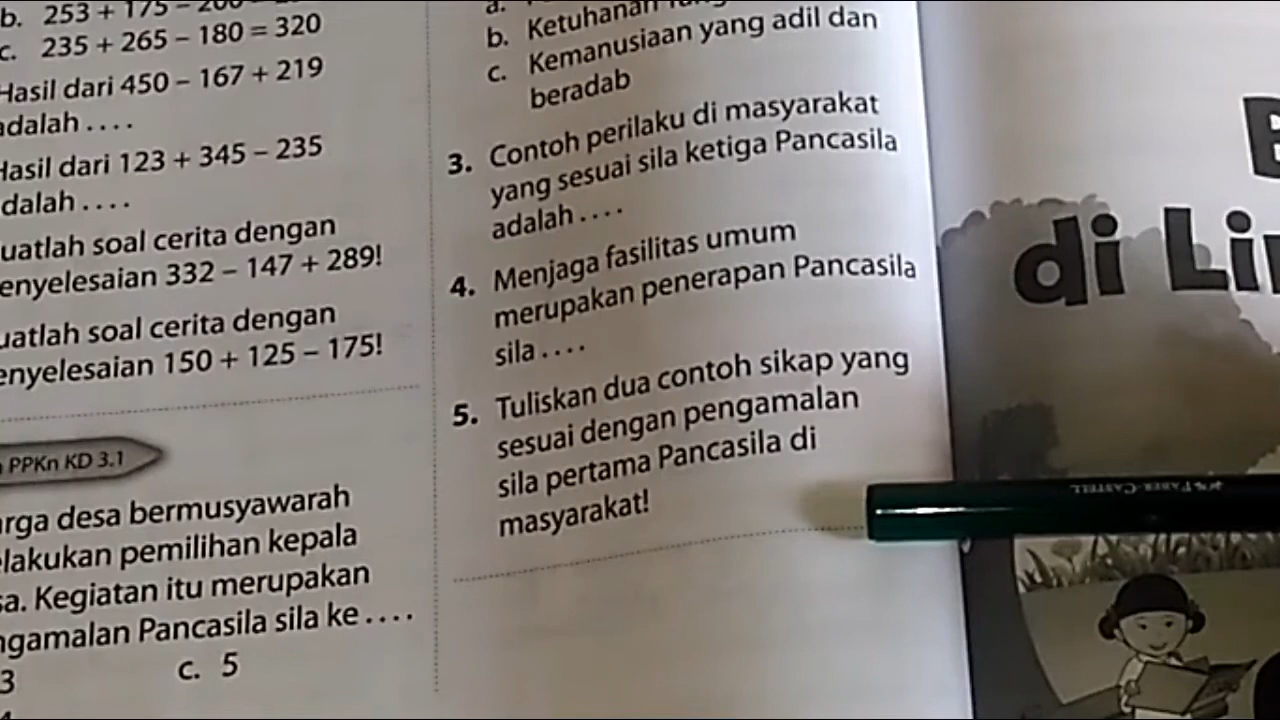 b. 253 + 175 – 200
c. 235 + 265 – 180 = 320
Hasil dari 450 – 167 + 219
adalah . . . .
Hasil dari 123 + 345 – 235
dalah . . . .
uatlah soal cerita dengan
enyelesaian 332 – 147 + 289!
uatlah soal cerita dengan
enyelesaian 150 + 125 – 175!
PPKn KD 3.1
arga desa bermusyawarah
elakukan pemilihan kepala
sa. Kegiatan itu merupakan
ngamalan Pancasila sila ke . . . .
3
c. 5
a.
b. Ketuhanan
c. Kemanusiaan yang adil dan
beradab
3. Contoh perilaku di masyarakat
yang sesuai sila ketiga Pancasila
adalah . . . .
4. Menjaga fasilitas umum
merupakan penerapan Pancasila
sila . . . .
5. Tuliskan dua contoh sikap yang
sesuai dengan pengamalan
sila pertama Pancasila di
masyarakat!
di Li
FABER-CASTELL